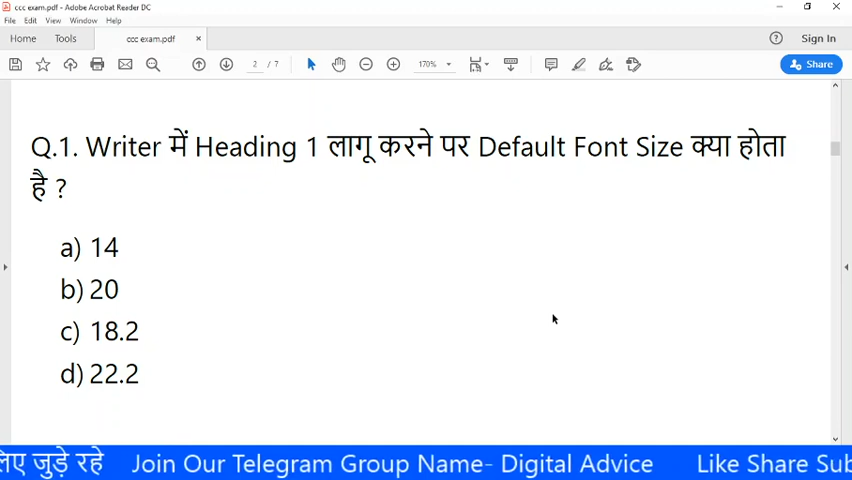 ccc exam.pdf - Adobe Acrobat Reader DC
File Edit View Window Help
Home Tools ccc exam.pdf × Sign In
2 / 7 170% Share
Q.1. Writer में Heading 1 लागू करने पर Default Font Size क्या होता
है ?
a) 14
b) 20
c) 18.2
d) 22.2
लिए जुड़े रहे Join Our Telegram Group Name- Digital Advice Like Share Sub